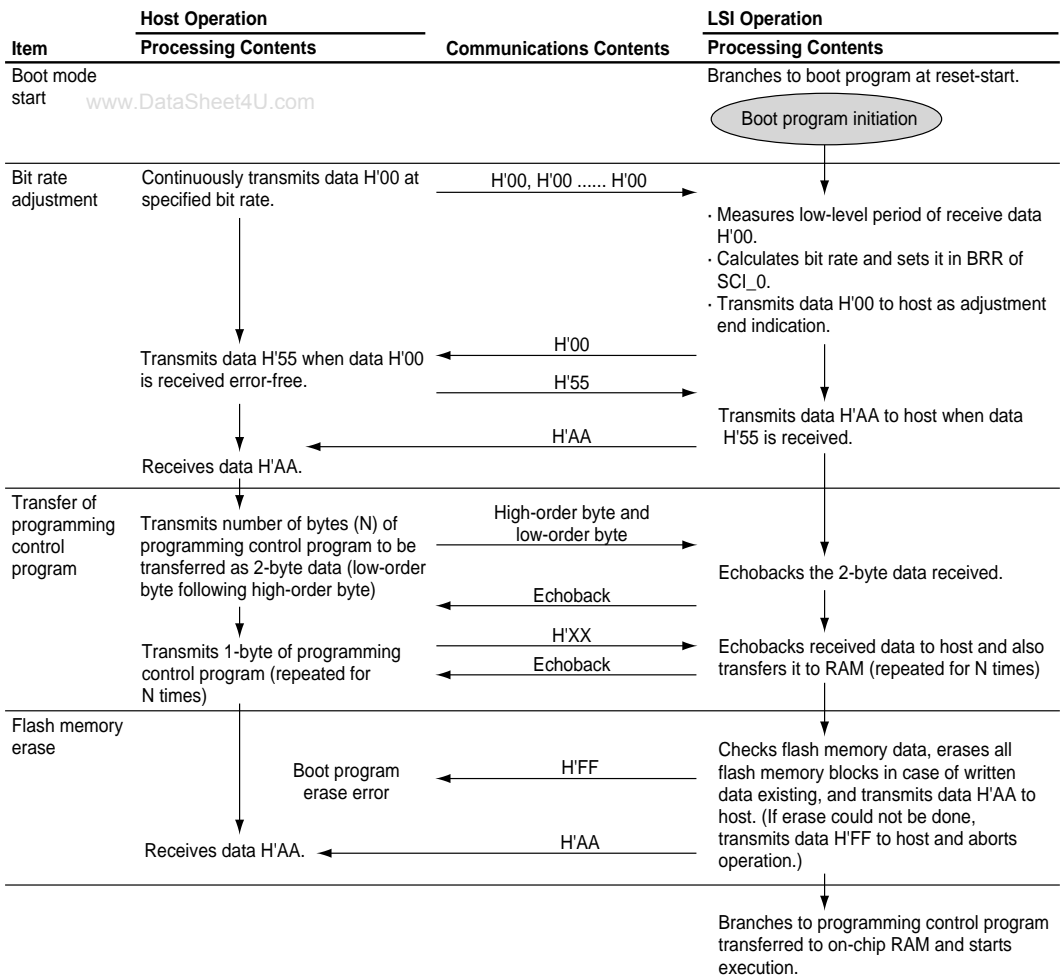 Host Operation
LSI Operation
Item
Processing Contents
Communications Contents
Processing Contents
Boot mode
start
www.DataSheet4U.com
Branches to boot program at reset-start.
Boot program initiation
Bit rate
adjustment
Continuously transmits data H'00 at
specified bit rate.
H'00, H'00 ...... H'00
· Measures low-level period of receive data
H'00.
· Calculates bit rate and sets it in BRR of
SCI_0.
· Transmits data H'00 to host as adjustment
end indication.
H'00
Transmits data H'55 when data H'00
is received error-free.
H'55
Transmits data H'AA to host when data
H'55 is received.
H'AA
Receives data H'AA.
Transfer of
programming
control
program
Transmits number of bytes (N) of
programming control program to be
transferred as 2-byte data (low-order
byte following high-order byte)
High-order byte and
low-order byte
Echobacks the 2-byte data received.
Echoback
Transmits 1-byte of programming
control program (repeated for
N times)
H'XX
Echoback
Echobacks received data to host and also
transfers it to RAM (repeated for N times)
Flash memory
erase
Boot program
erase error
H'FF
Checks flash memory data, erases all
flash memory blocks in case of written
data existing, and transmits data H'AA to
host. (If erase could not be done,
transmits data H'FF to host and aborts
operation.)
Receives data H'AA.
H'AA
Branches to programming control program
transferred to on-chip RAM and starts
execution.